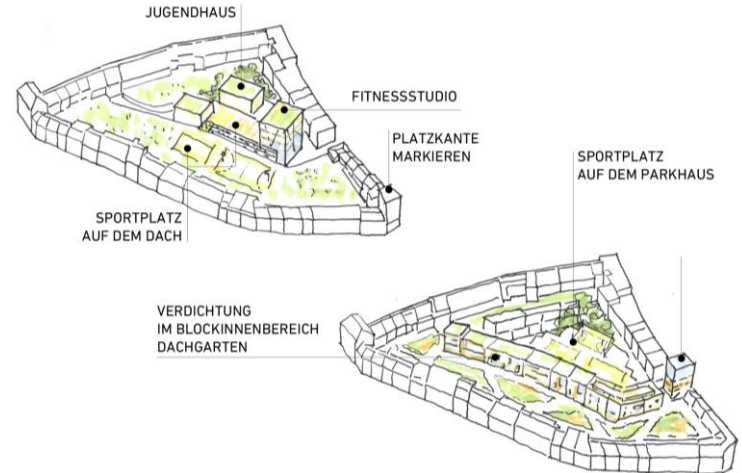 JUGENDHAUS
FITNESSSTUDIO
PLATZKANTE
MARKIEREN
SPORTPLATZ
AUF DEM PARKHAUS
SPORTPLATZ
AUF DEM DACH
VERDICHTUNG
IM BLOCKINNENBEREICH
DACHGARTEN